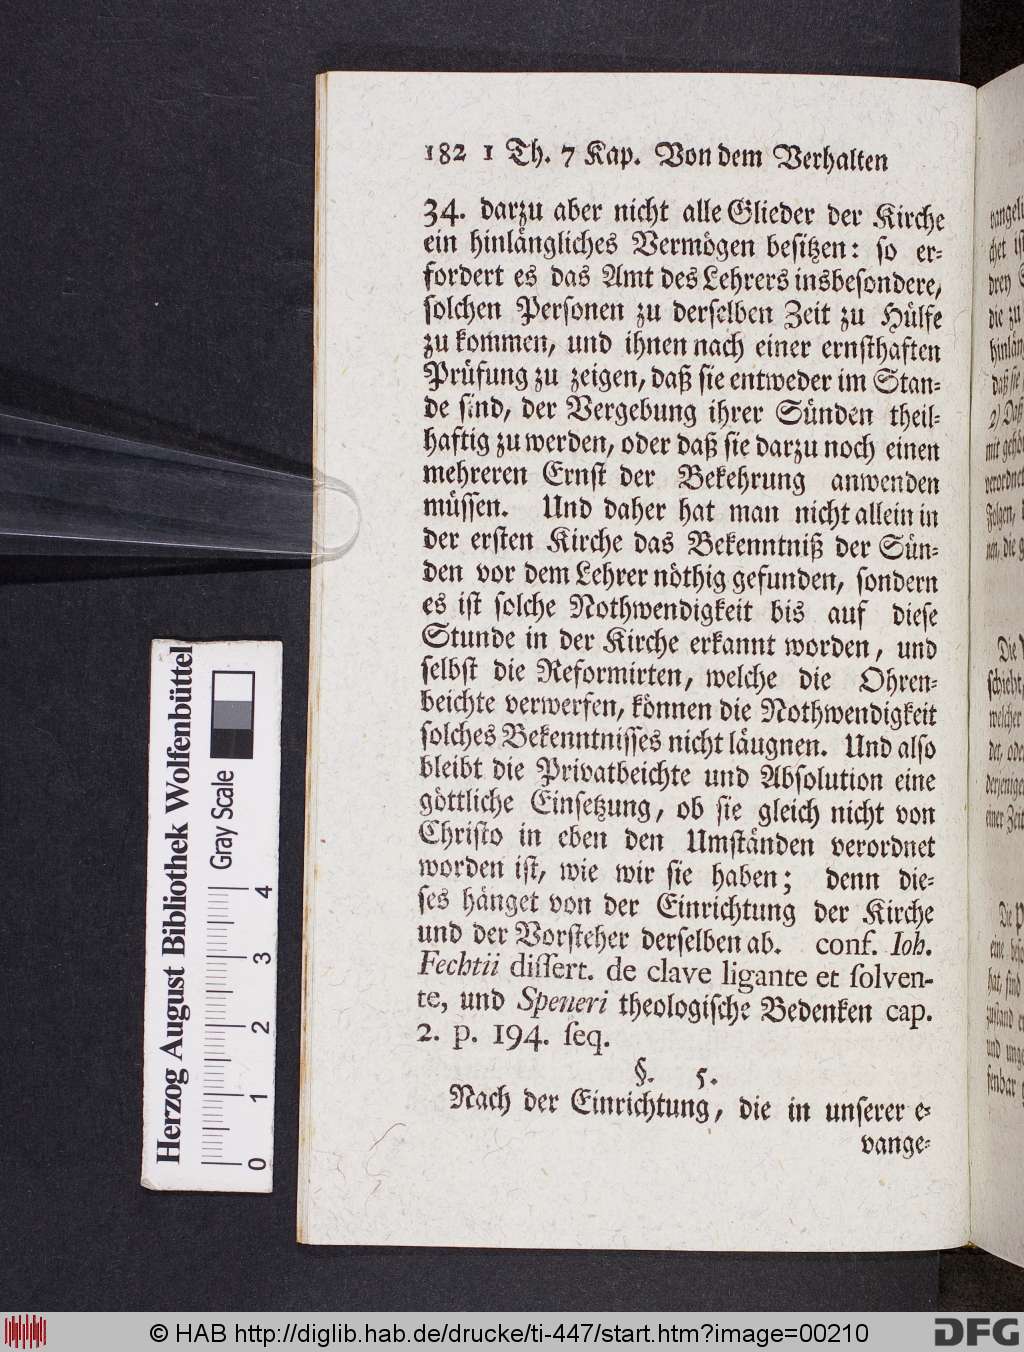 182 1 Th. 7 Kap. Von dem Verhalten
34. darzu aber nicht alle Glieder der Kirche
ein hinlängliches Vermögen besitzen: so er-
fordert es das Amt des Lehrers insbesondere,
solchen Personen zu derselben Zeit zu Hülfe
zu kommen, und ihnen nach einer ernsthaften
Prüfung zu zeigen, daß sie entweder im Stan-
de sind, der Vergebung ihrer Sünden theil-
haftig zu werden, oder daß sie darzu noch einen
mehreren Ernst der Bekehrung anwenden
müssen. Und daher hat man nicht allein in
der ersten Kirche das Bekenntniß der Sün-
den vor dem Lehrer nöthig gefunden, sondern
es ist solche Nothwendigkeit bis auf diese
Stunde in der Kirche erkannt worden, und
selbst die Reformirten, welche die Ohren-
beichte verwerfen, können die Nothwendigkeit
solches Bekenntnisses nicht läugnen. Und also
bleibt die Privatbeichte und Absolution eine
göttliche Einsetzung, ob sie gleich nicht von
Christo in eben den Umständen verordnet
worden ist, wie wir sie haben; denn die-
ses hänget von der Einrichtung der Kirche
und der Vorsteher derselben ab. conf. Ioh.
Fechtii dissert. de clave ligante et solven-
te, und Speneri theologische Bedenken cap.
2. p. 194. seq.
§. 5.
Nach der Einrichtung, die in unserer e-
vange-
Herzog August Bibliothek Wolfenbüttel
Gray Scale
0 1 2 3 4
© HAB http://diglib.hab.de/drucke/ti-447/start.htm?image=00210
DFG